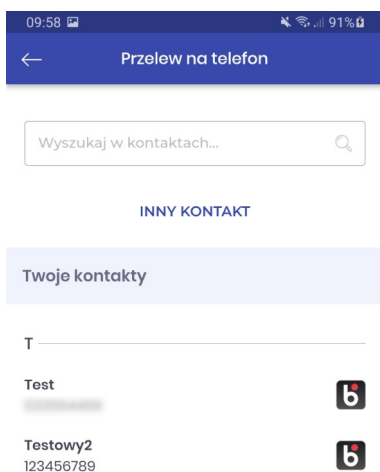 09:58 91%
Przelew na telefon
Wyszukaj w kontaktach...
INNY KONTAKT
Twoje kontakty
T
Test
Testowy2
123456789